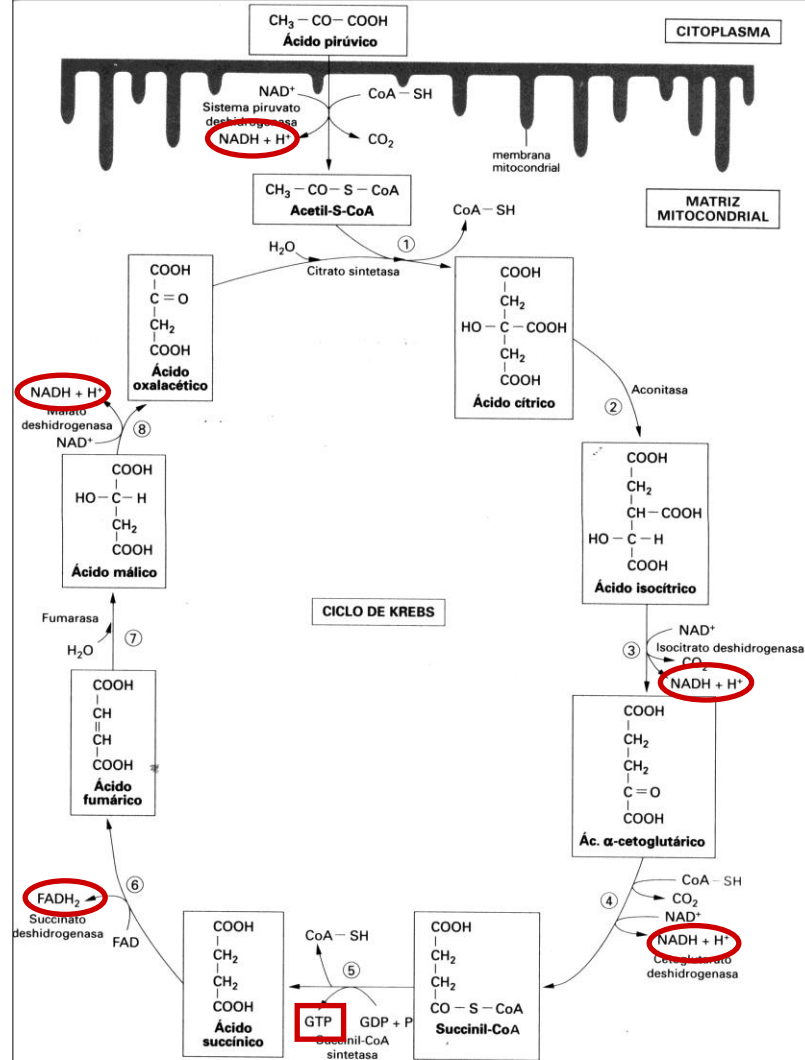 CH₃ – CO – COOH
Ácido pirúvico
CITOPLASMA
NAD⁺
CoA – SH
Sistema piruvato
deshidrogenasa
NADH + H⁺
CO₂
membrana
mitocondrial
CH₃ – CO – S – CoA
Acetil-S-CoA
MATRIZ
MITOCONDRIAL
CoA – SH
①
H₂O
Citrato sintetasa
COOH
C = O
CH₂
COOH
Ácido
oxalacético
COOH
CH₂
HO – C – COOH
CH₂
COOH
Ácido cítrico
②
Aconitasa
COOH
CH₂
CH – COOH
HO – C – H
COOH
Ácido isocítrico
③
NAD⁺
Isocitrato deshidrogenasa
CO₂
NADH + H⁺
COOH
CH₂
CH₂
C = O
COOH
Ác. α-cetoglutárico
④
CoA – SH
CO₂
NAD⁺
NADH + H⁺
Cetoglutarato
deshidrogenasa
COOH
CH₂
CH₂
CO – S – CoA
Succinil-CoA
⑤
CoA – SH
GTP
GDP + P
Succinil-CoA
sintetasa
COOH
CH₂
CH₂
COOH
Ácido
succínico
⑥
FADH₂
Succinato
deshidrogenasa
FAD
COOH
CH
CH
COOH
Ácido
fumárico
Fumarasa
⑦
H₂O
COOH
HO – C – H
CH₂
COOH
Ácido málico
NADH + H⁺
Malato
deshidrogenasa
⑧
NAD⁺
CICLO DE KREBS